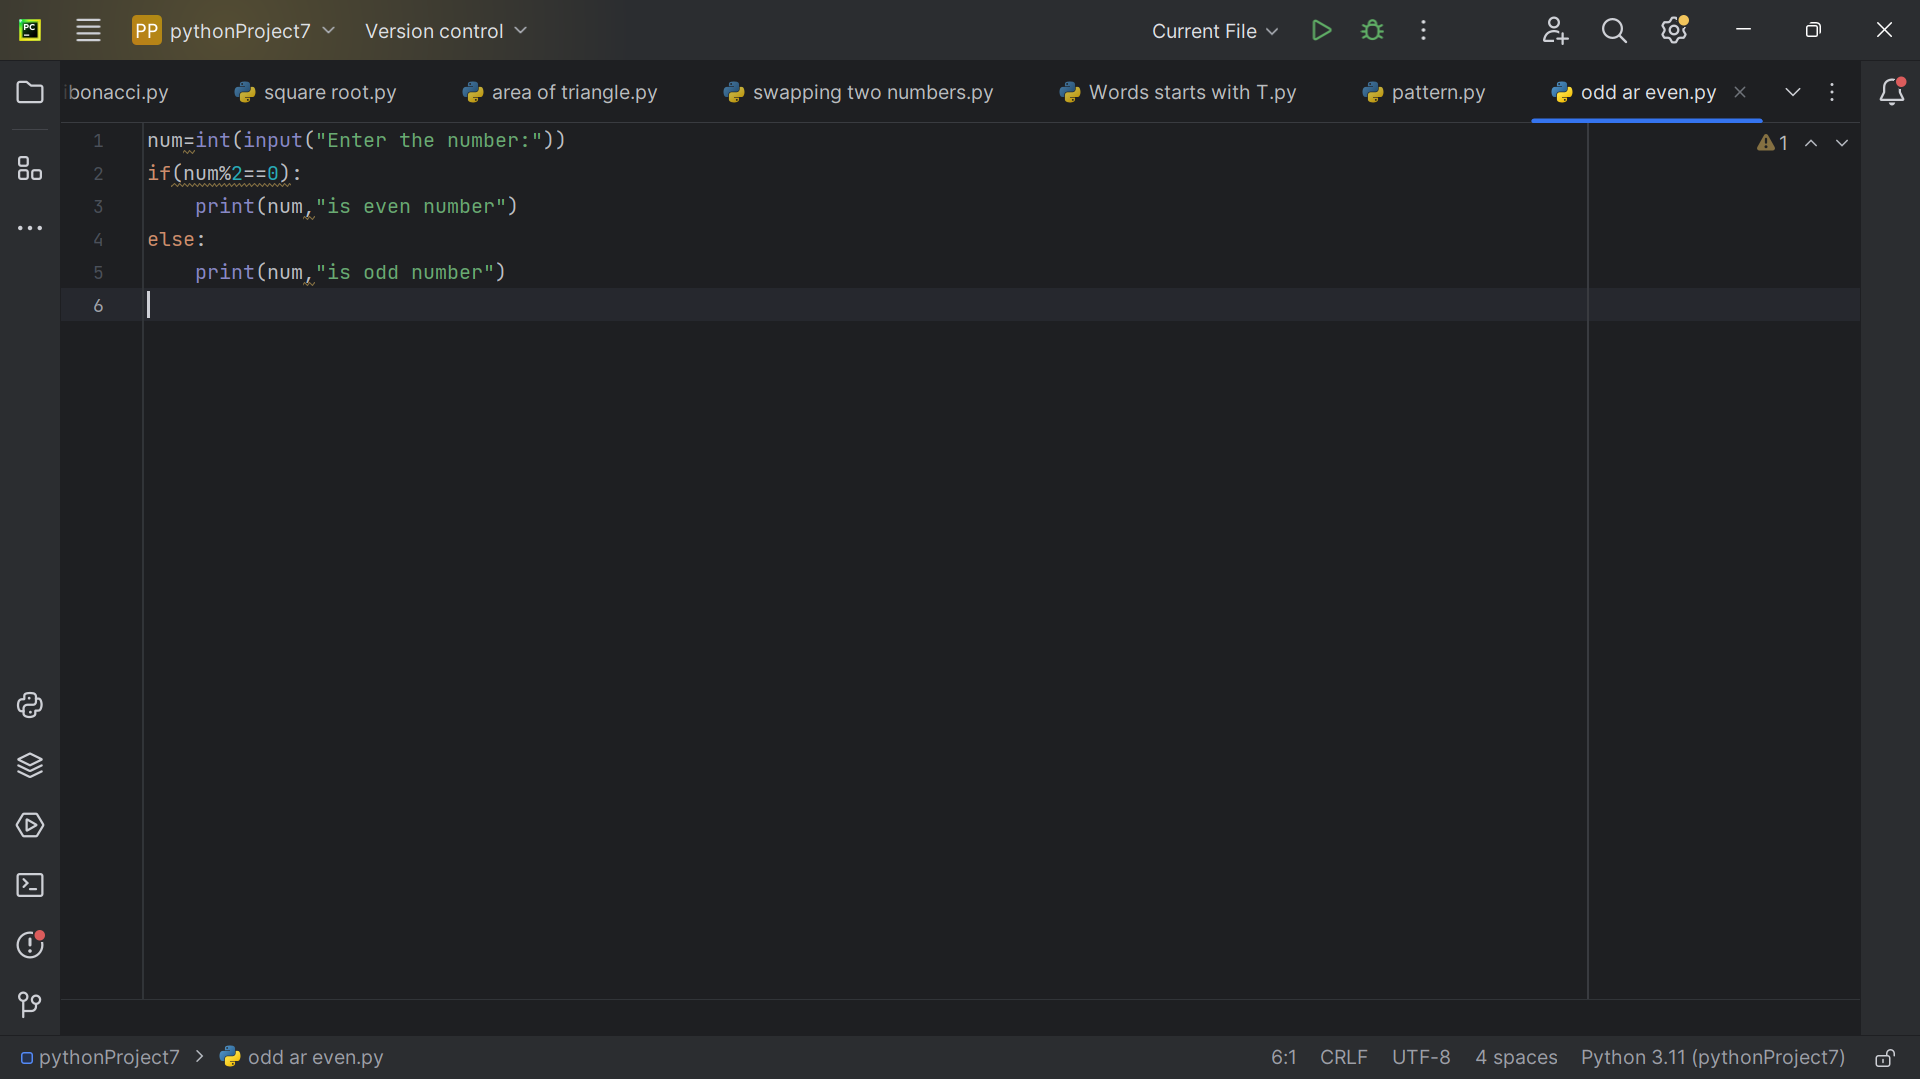 PC
PP pythonProject7 Version control Current File
ibonacci.py square root.py area of triangle.py swapping two numbers.py Words starts with T.py pattern.py odd ar even.py
1 num=int(input("Enter the number:")) 1
2 if(num%2==0):
3 print(num,"is even number")
4 else:
5 print(num,"is odd number")
6
pythonProject7 > odd ar even.py 6:1 CRLF UTF-8 4 spaces Python 3.11 (pythonProject7)